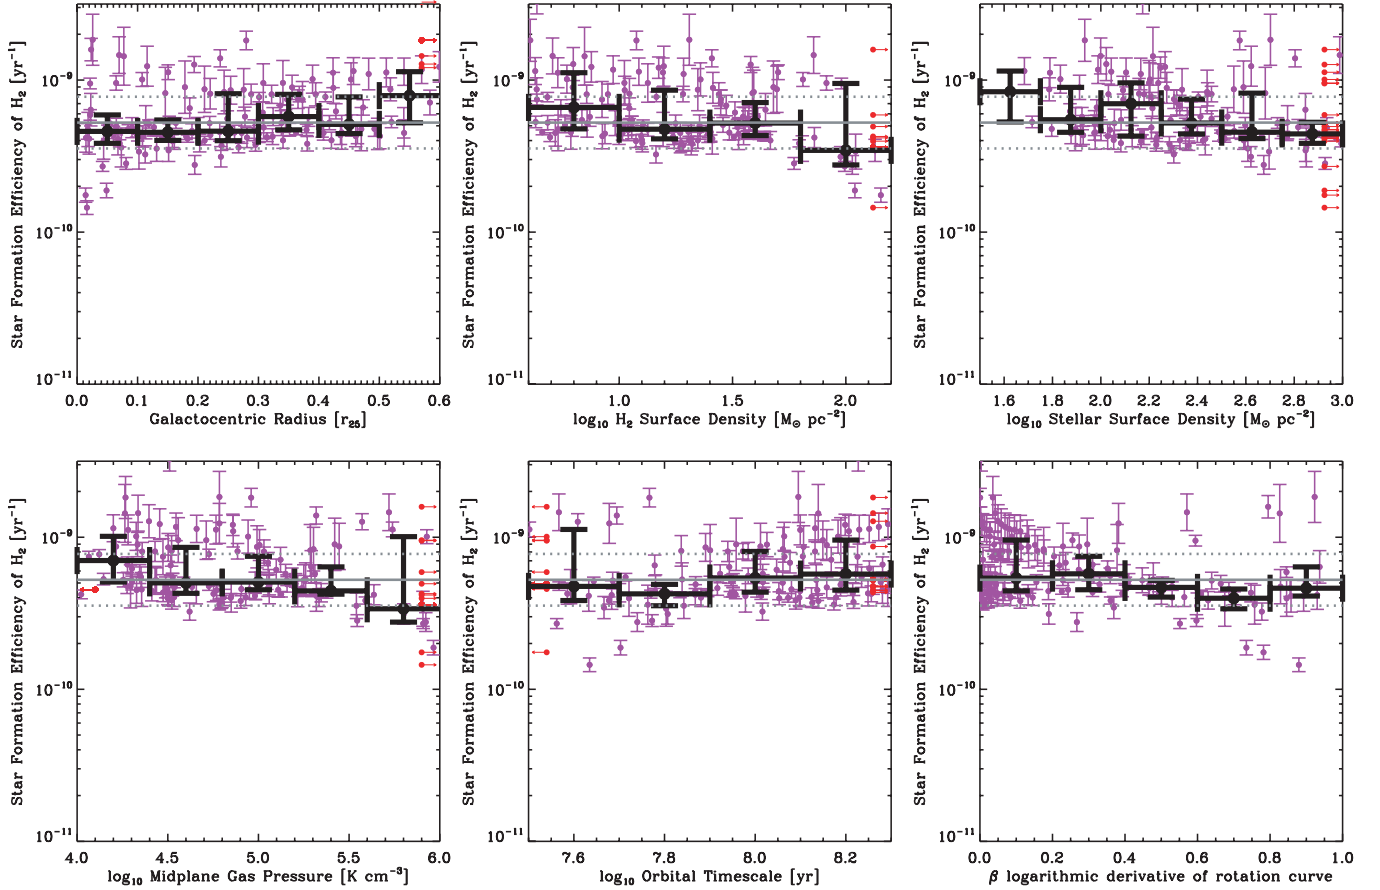 Star Formation Efficiency of H₂ [yr⁻¹]
10⁻⁹
10⁻¹⁰
10⁻¹¹
0.0 0.1 0.2 0.3 0.4 0.5 0.6
Galactocentric Radius [r₂₅]
Star Formation Efficiency of H₂ [yr⁻¹]
10⁻⁹
10⁻¹⁰
10⁻¹¹
1.0 1.5 2.0
log₁₀ H₂ Surface Density [M⊙ pc⁻²]
Star Formation Efficiency of H₂ [yr⁻¹]
10⁻⁹
10⁻¹⁰
10⁻¹¹
1.6 1.8 2.0 2.2 2.4 2.6 2.8 3.0
log₁₀ Stellar Surface Density [M⊙ pc⁻²]
Star Formation Efficiency of H₂ [yr⁻¹]
10⁻⁹
10⁻¹⁰
10⁻¹¹
4.0 4.5 5.0 5.5 6.0
log₁₀ Midplane Gas Pressure [K cm⁻³]
Star Formation Efficiency of H₂ [yr⁻¹]
10⁻⁹
10⁻¹⁰
10⁻¹¹
7.6 7.8 8.0 8.2
log₁₀ Orbital Timescale [yr]
Star Formation Efficiency of H₂ [yr⁻¹]
10⁻⁹
10⁻¹⁰
10⁻¹¹
0.0 0.2 0.4 0.6 0.8 1.0
β logarithmic derivative of rotation curve